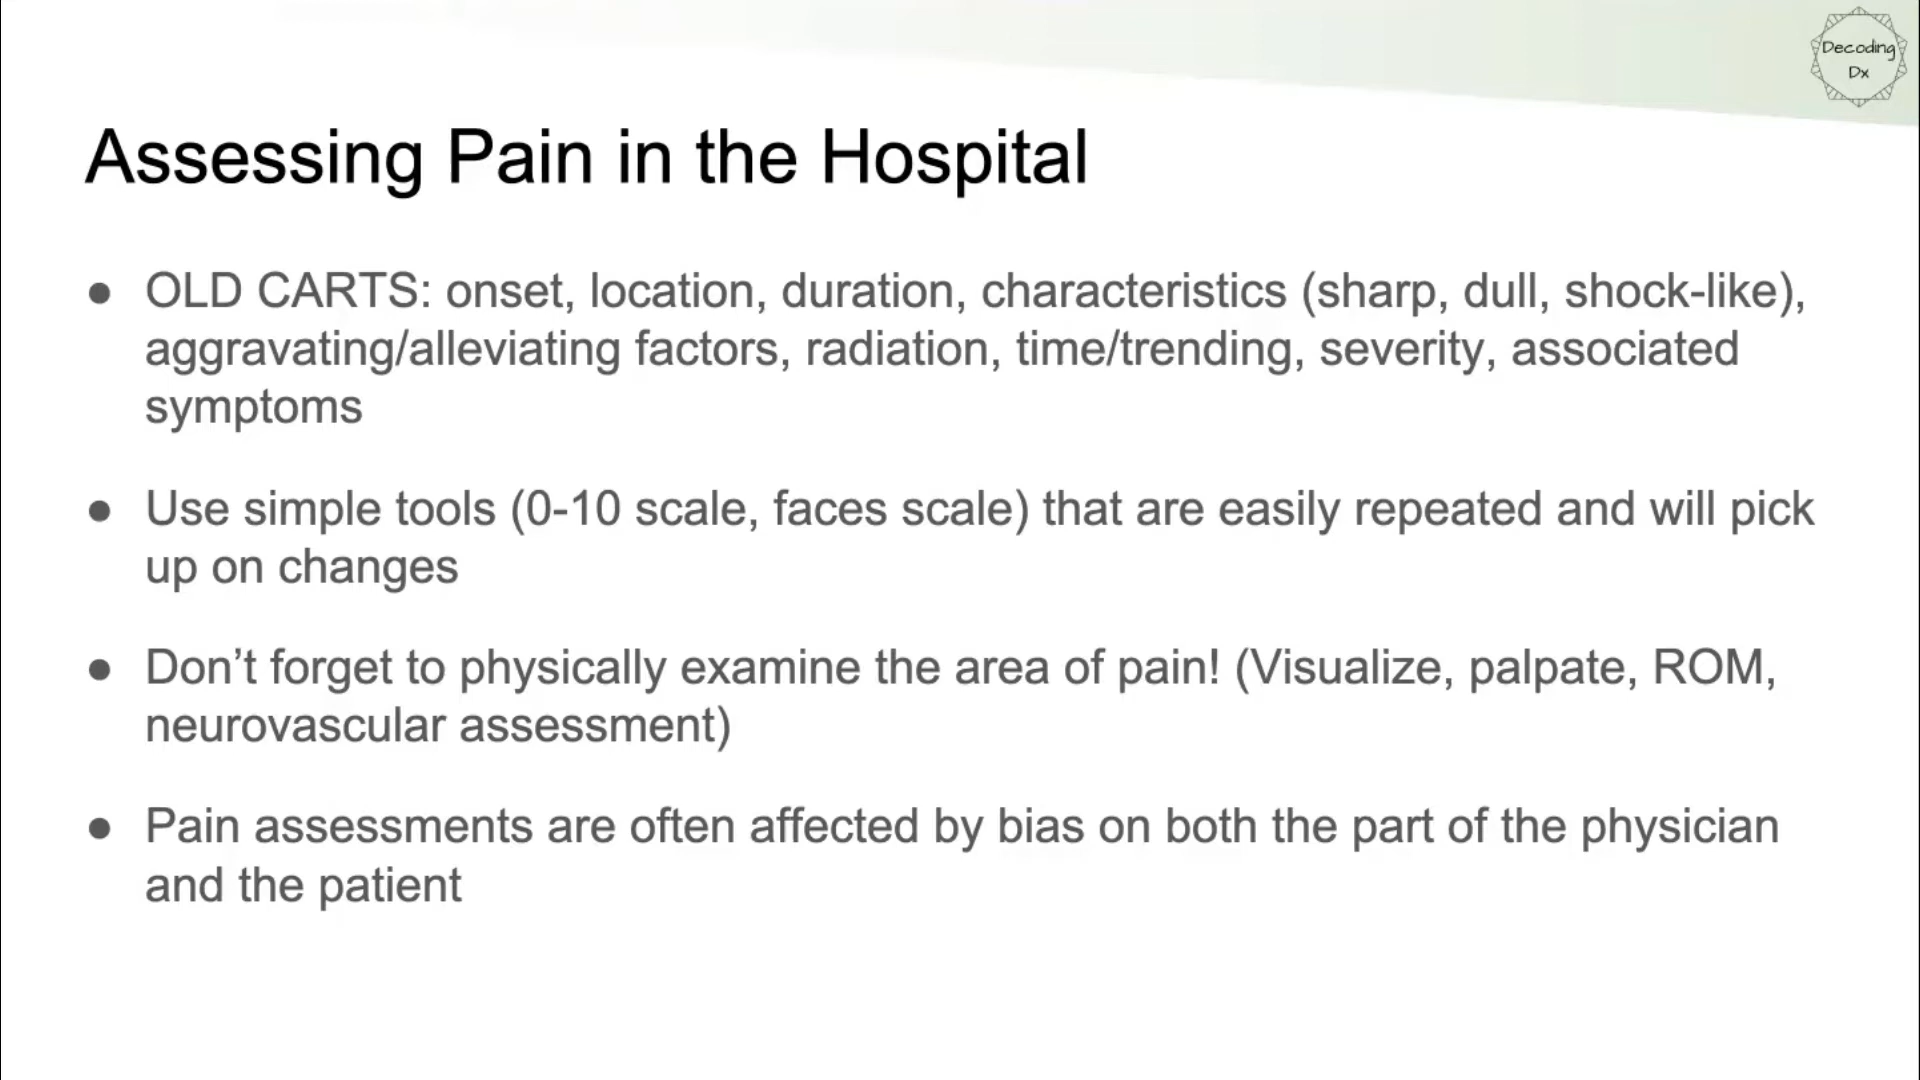 Decoding
Dx
Assessing Pain in the Hospital
● OLD CARTS: onset, location, duration, characteristics (sharp, dull, shock-like),
aggravating/alleviating factors, radiation, time/trending, severity, associated
symptoms
● Use simple tools (0-10 scale, faces scale) that are easily repeated and will pick
up on changes
● Don’t forget to physically examine the area of pain! (Visualize, palpate, ROM,
neurovascular assessment)
● Pain assessments are often affected by bias on both the part of the physician
and the patient